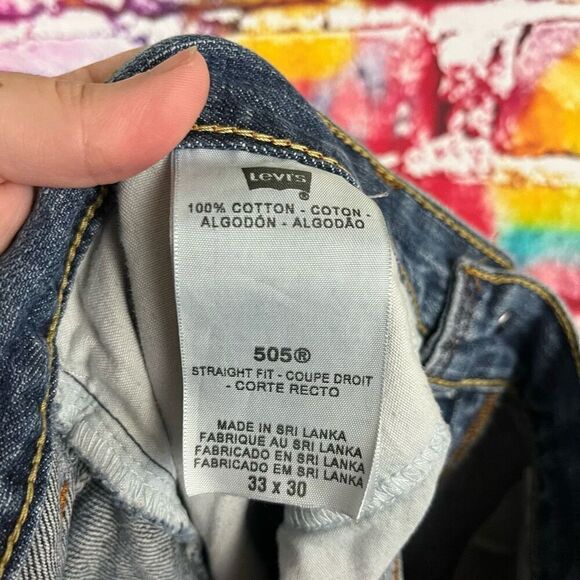 Levi's
®
100% COTTON - COTON -
ALGODÓN - ALGODÃO
505®
STRAIGHT FIT - COUPE DROIT
- CORTE RECTO
MADE IN SRI LANKA
FABRIQUE AU SRI LANKA
FABRICADO EN SRI LANKA
FABRICADO EM SRI LANKA
33 x 30